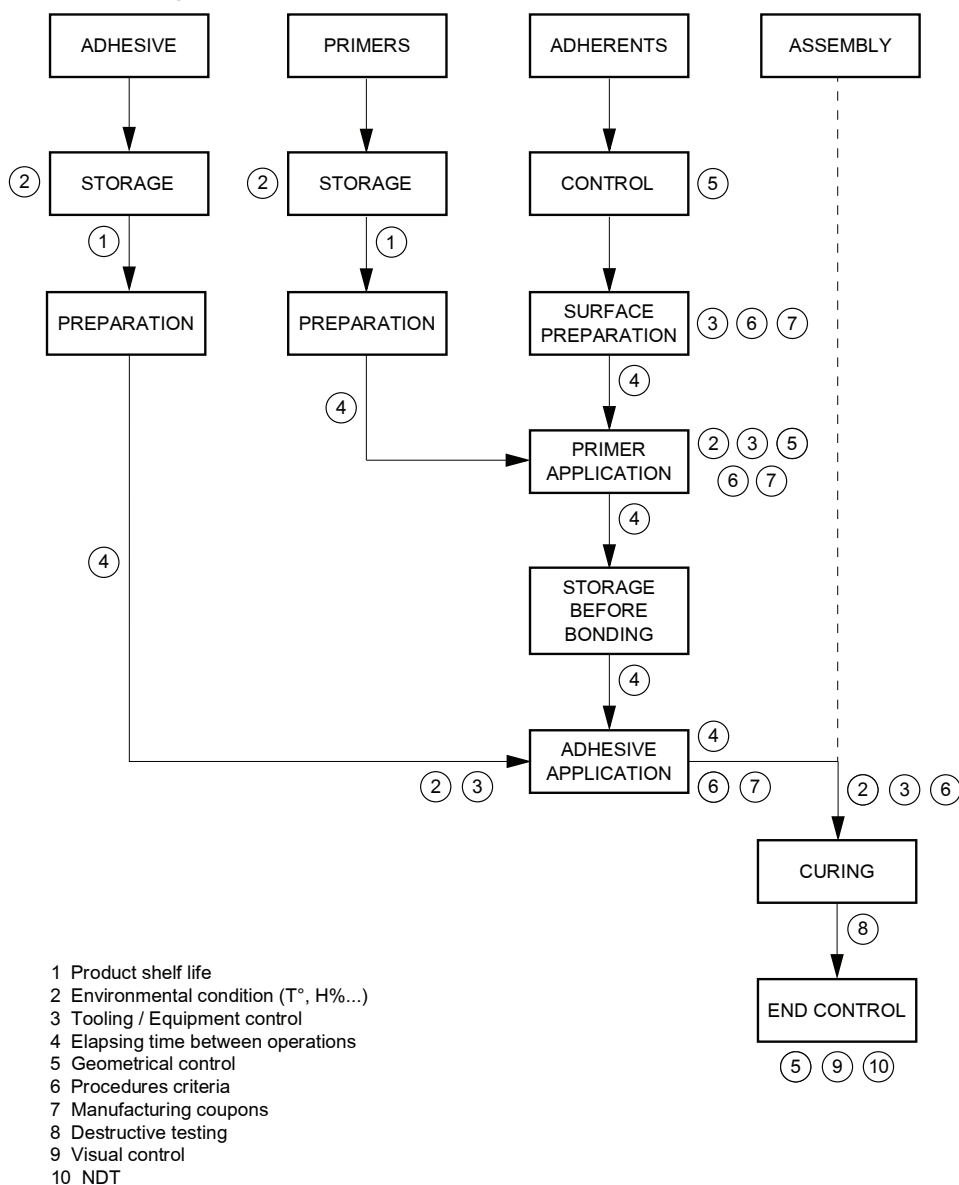 ADHESIVE
PRIMERS
ADHERENTS
ASSEMBLY
2
STORAGE
2
STORAGE
CONTROL
5
1
1
PREPARATION
PREPARATION
SURFACE
PREPARATION
3 6 7
4
4
PRIMER
APPLICATION
2 3 5
6 7
4
4
STORAGE
BEFORE
BONDING
4
ADHESIVE
APPLICATION
4
2 3
6 7
2 3 6
CURING
8
END CONTROL
5 9 10
1 Product shelf life
2 Environmental condition (T°, H%...)
3 Tooling / Equipment control
4 Elapsing time between operations
5 Geometrical control
6 Procedures criteria
7 Manufacturing coupons
8 Destructive testing
9 Visual control
10 NDT